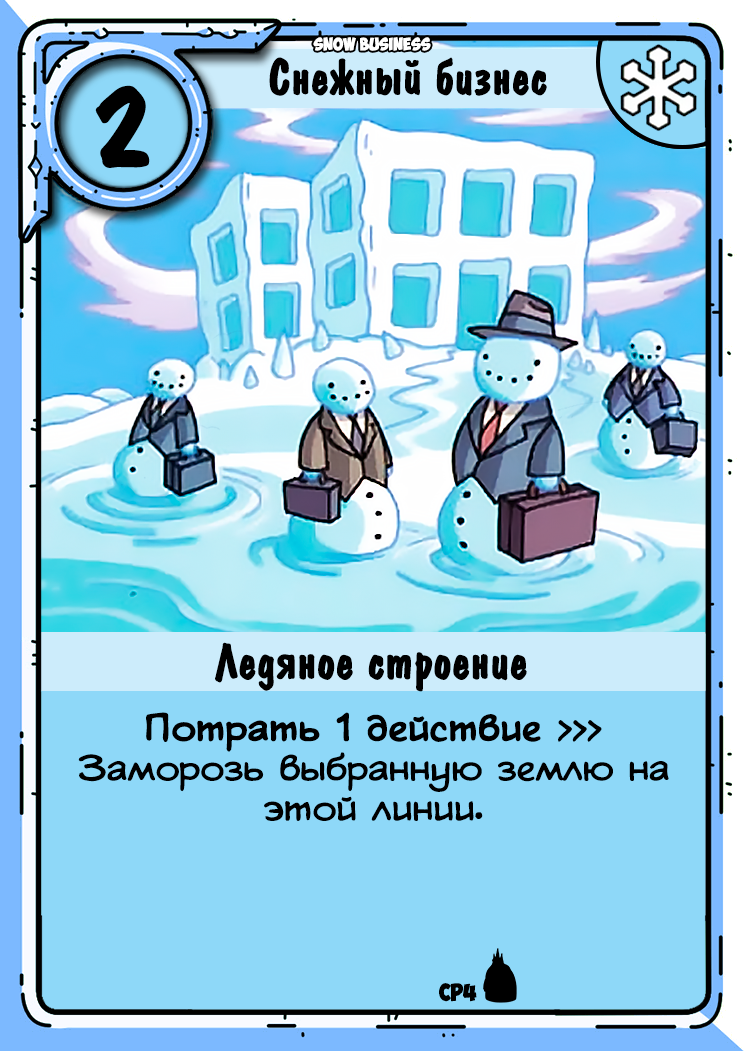 SNOW BUSINESS
2
Снежный бизнес
Ледяное строение
Потрать 1 действие >>>
Заморозь выбранную землю на
этой линии.
CP4